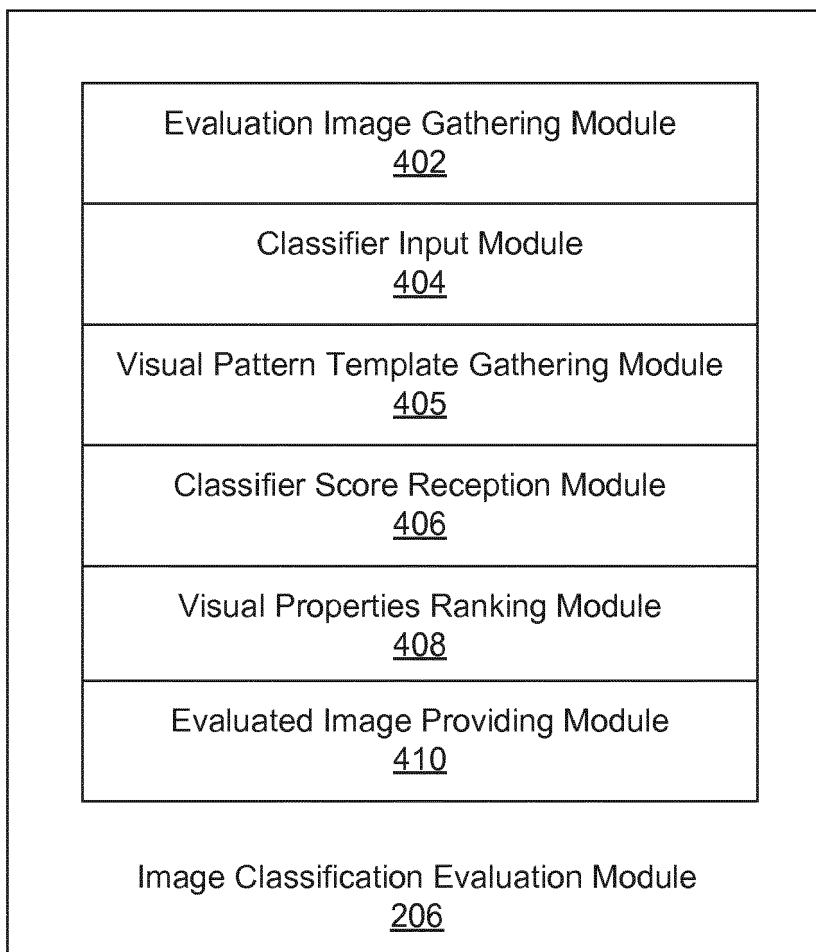 Evaluation Image Gathering Module
402
Classifier Input Module
404
Visual Pattern Template Gathering Module
405
Classifier Score Reception Module
406
Visual Properties Ranking Module
408
Evaluated Image Providing Module
410
Image Classification Evaluation Module
206